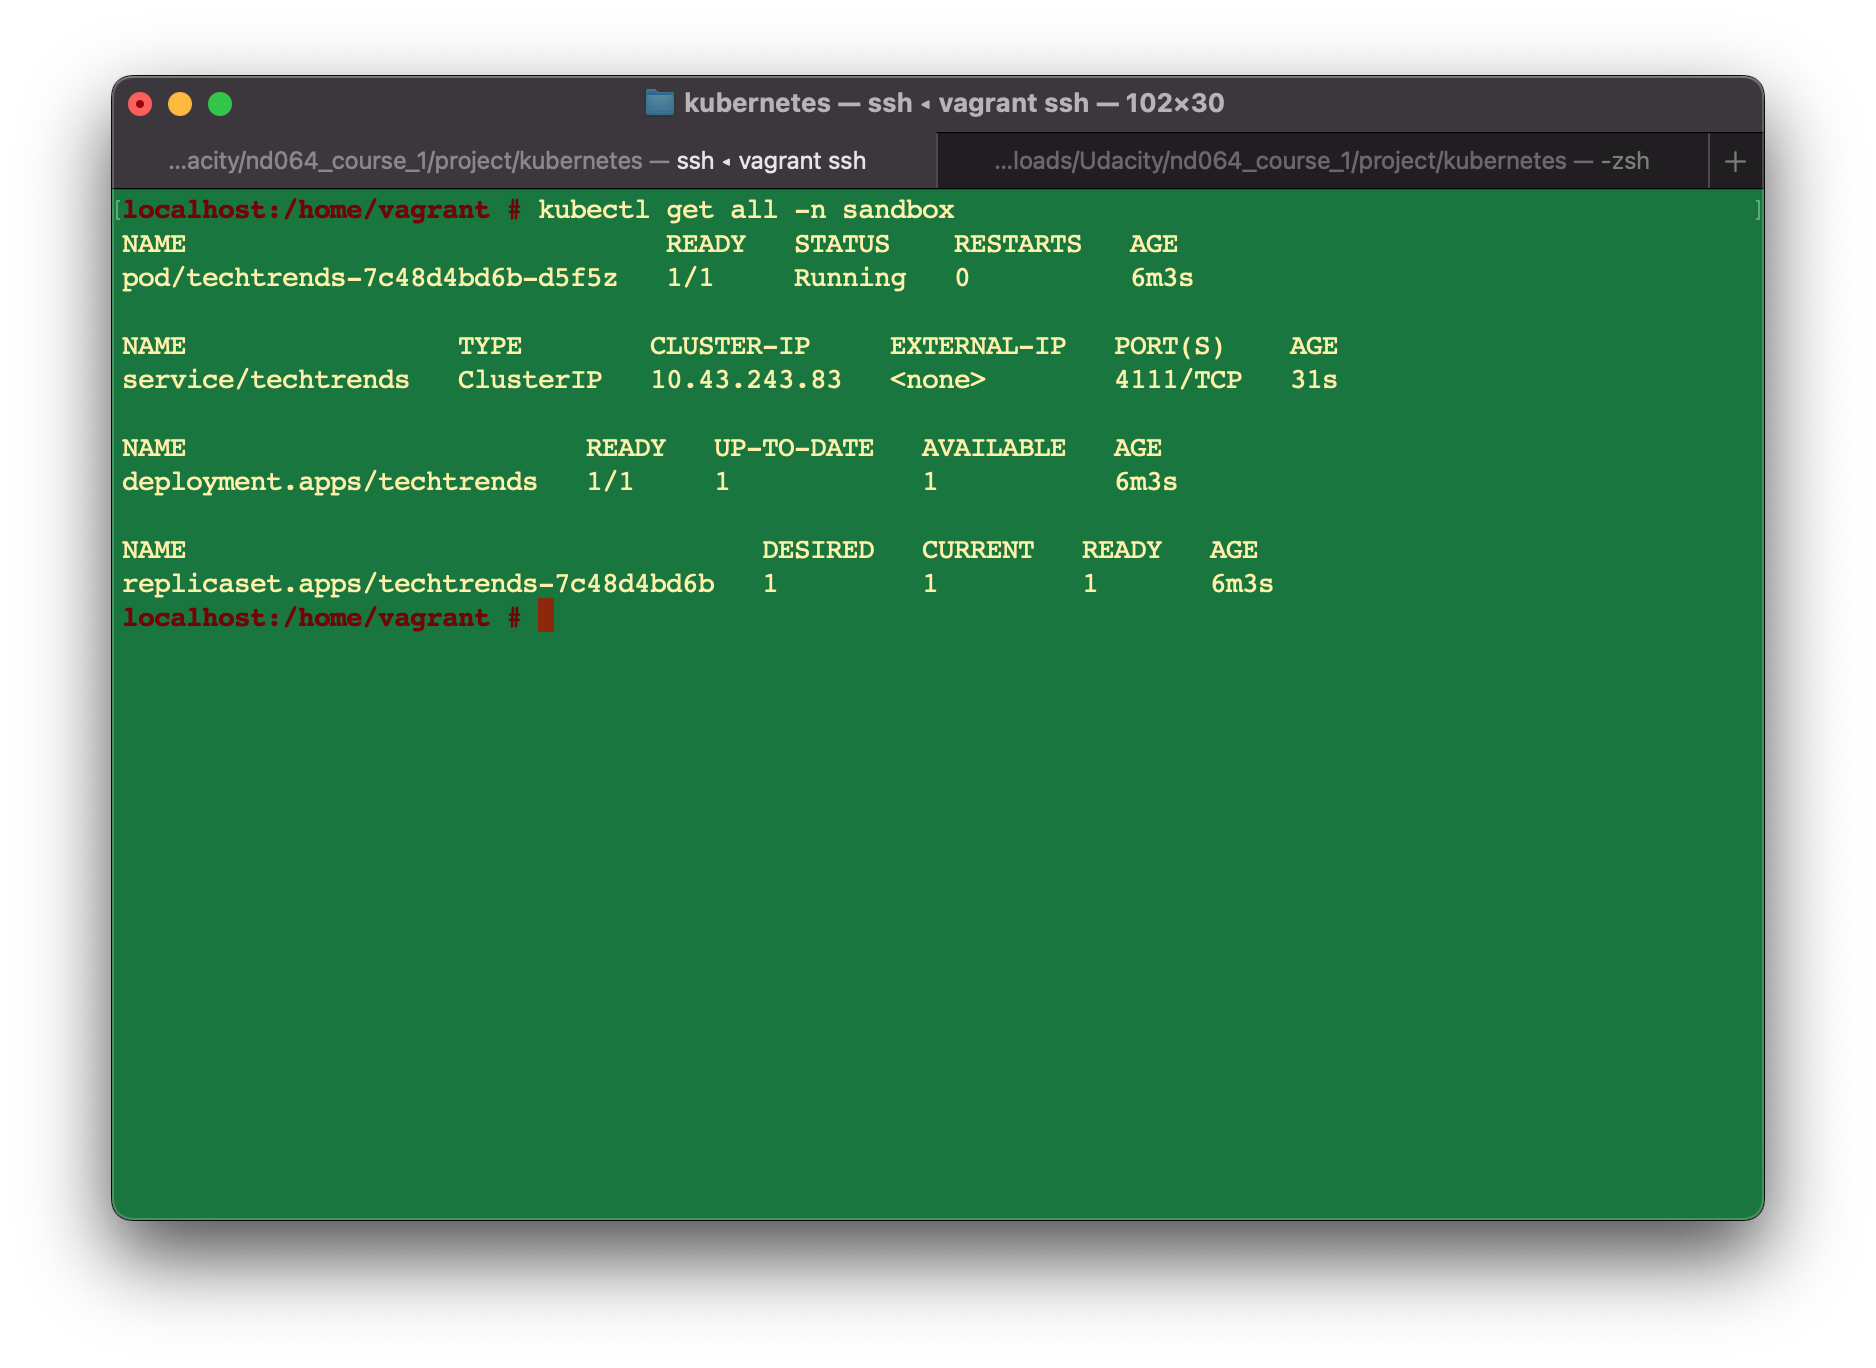 kubernetes — ssh ◂ vagrant ssh — 102×30
...acity/nd064_course_1/project/kubernetes — ssh ◂ vagrant ssh
...loads/Udacity/nd064_course_1/project/kubernetes — -zsh
+
[localhost:/home/vagrant # kubectl get all -n sandbox ]
NAME READY STATUS RESTARTS AGE
pod/techtrends-7c48d4bd6b-d5f5z 1/1 Running 0 6m3s
NAME TYPE CLUSTER-IP EXTERNAL-IP PORT(S) AGE
service/techtrends ClusterIP 10.43.243.83 <none> 4111/TCP 31s
NAME READY UP-TO-DATE AVAILABLE AGE
deployment.apps/techtrends 1/1 1 1 6m3s
NAME DESIRED CURRENT READY AGE
replicaset.apps/techtrends-7c48d4bd6b 1 1 1 6m3s
localhost:/home/vagrant #